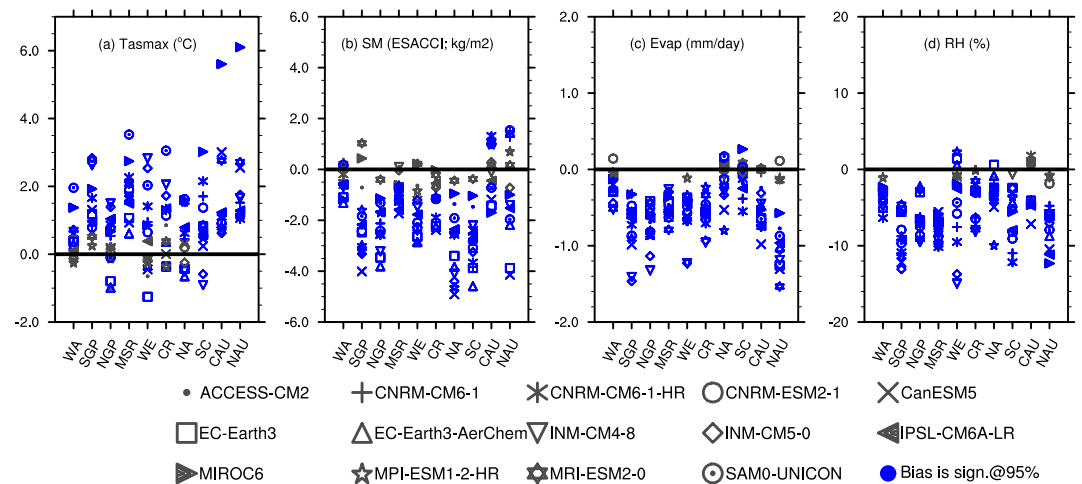 (a) Tasmax (°C)
6.0
4.0
2.0
0.0
-2.0
WA SGP NGP MSR WE CR NA SC CAU NAU
(b) SM (ESACCI; kg/m2)
6.0
4.0
2.0
0.0
-2.0
-4.0
-6.0
WA SGP NGP MSR WE CR NA SC CAU NAU
(c) Evap (mm/day)
2.0
1.0
0.0
-1.0
-2.0
WA SGP NGP MSR WE CR NA SC CAU NAU
(d) RH (%)
20
10
0
-10
-20
WA SGP NGP MSR WE CR NA SC CAU NAU
ACCESS-CM2 CNRM-CM6-1 CNRM-CM6-1-HR CNRM-ESM2-1 CanESM5
EC-Earth3 EC-Earth3-AerChem INM-CM4-8 INM-CM5-0 IPSL-CM6A-LR
MIROC6 MPI-ESM1-2-HR MRI-ESM2-0 SAM0-UNICON Bias is sign.@95%